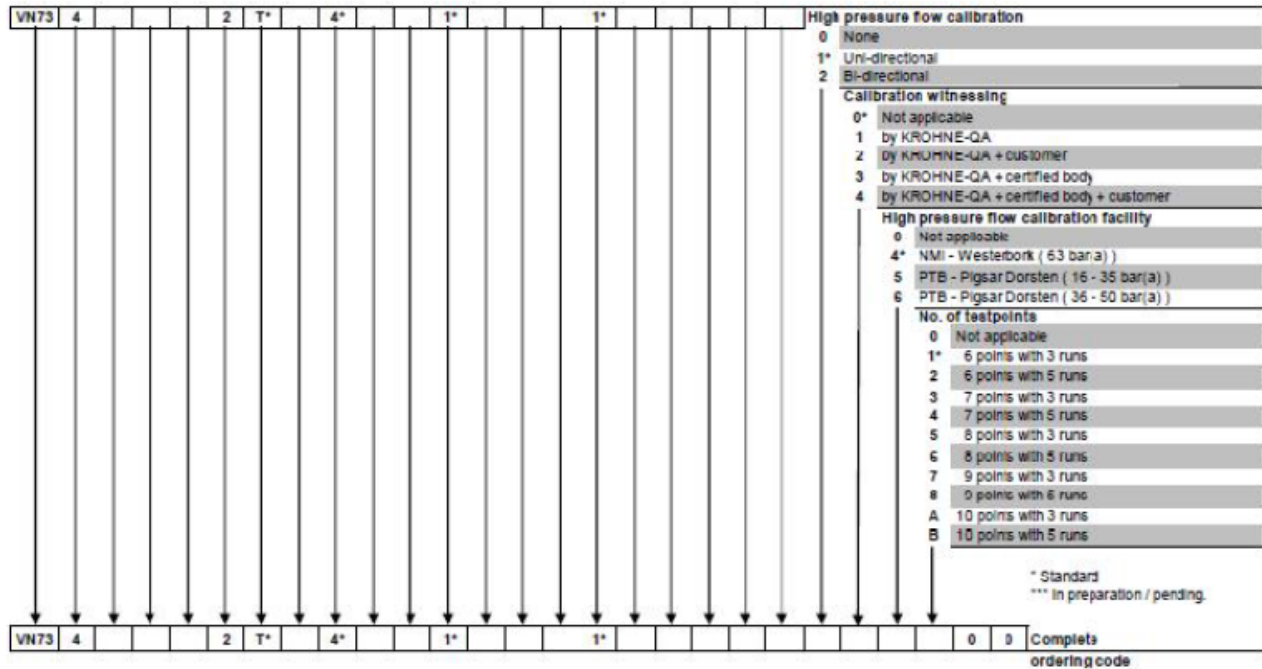 VN73 4 2 T* 4* 1* 1* High pressure flow calibration
0 None
1* Uni-directional
2 Bi-directional
Calibration witnessing
0* Not applicable
1 by KROHNE-QA
2 by KROHNE-QA + customer
3 by KROHNE-QA + certified body
4 by KROHNE-QA + certified body + customer
High pressure flow calibration facility
0 Not applicable
4* NMI - Westerbork ( 63 bar(a) )
5 PTB - Pigsar Dorsten ( 16 - 35 bar(a) )
6 PTB - Pigsar Dorsten ( 36 - 50 bar(a) )
No. of testpoints
0 Not applicable
1* 6 points with 3 runs
2 6 points with 5 runs
3 7 points with 3 runs
4 7 points with 5 runs
5 8 points with 3 runs
6 8 points with 5 runs
7 9 points with 3 runs
8 9 points with 5 runs
A 10 points with 3 runs
B 10 points with 5 runs
* Standard
*** In preparation / pending.
VN73 4 2 T* 4* 1* 1* 0 0 Complete
ordering code